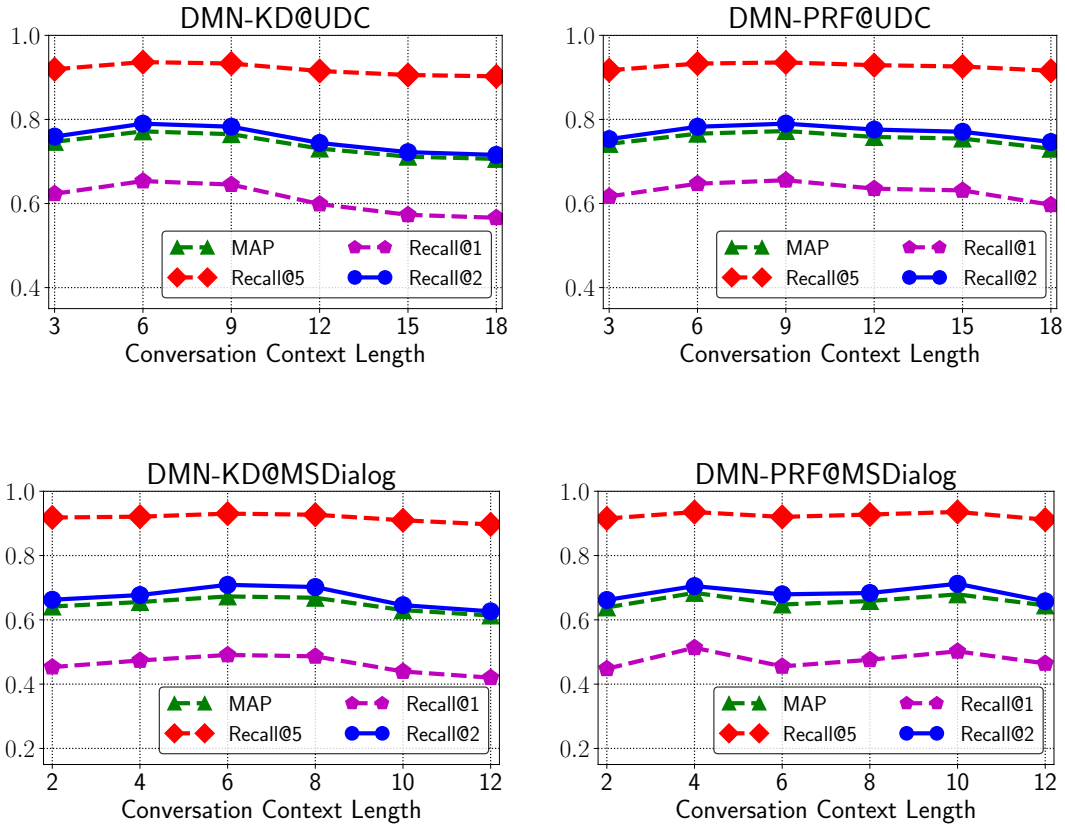 DMN-KD@UDC
1.0
0.8
0.6
0.4
MAP
Recall@5
Recall@1
Recall@2
3 6 9 12 15 18
Conversation Context Length
DMN-PRF@UDC
1.0
0.8
0.6
0.4
MAP
Recall@5
Recall@1
Recall@2
3 6 9 12 15 18
Conversation Context Length
DMN-KD@MSDialog
1.0
0.8
0.6
0.4
0.2
MAP
Recall@5
Recall@1
Recall@2
2 4 6 8 10 12
Conversation Context Length
DMN-PRF@MSDialog
1.0
0.8
0.6
0.4
0.2
MAP
Recall@5
Recall@1
Recall@2
2 4 6 8 10 12
Conversation Context Length